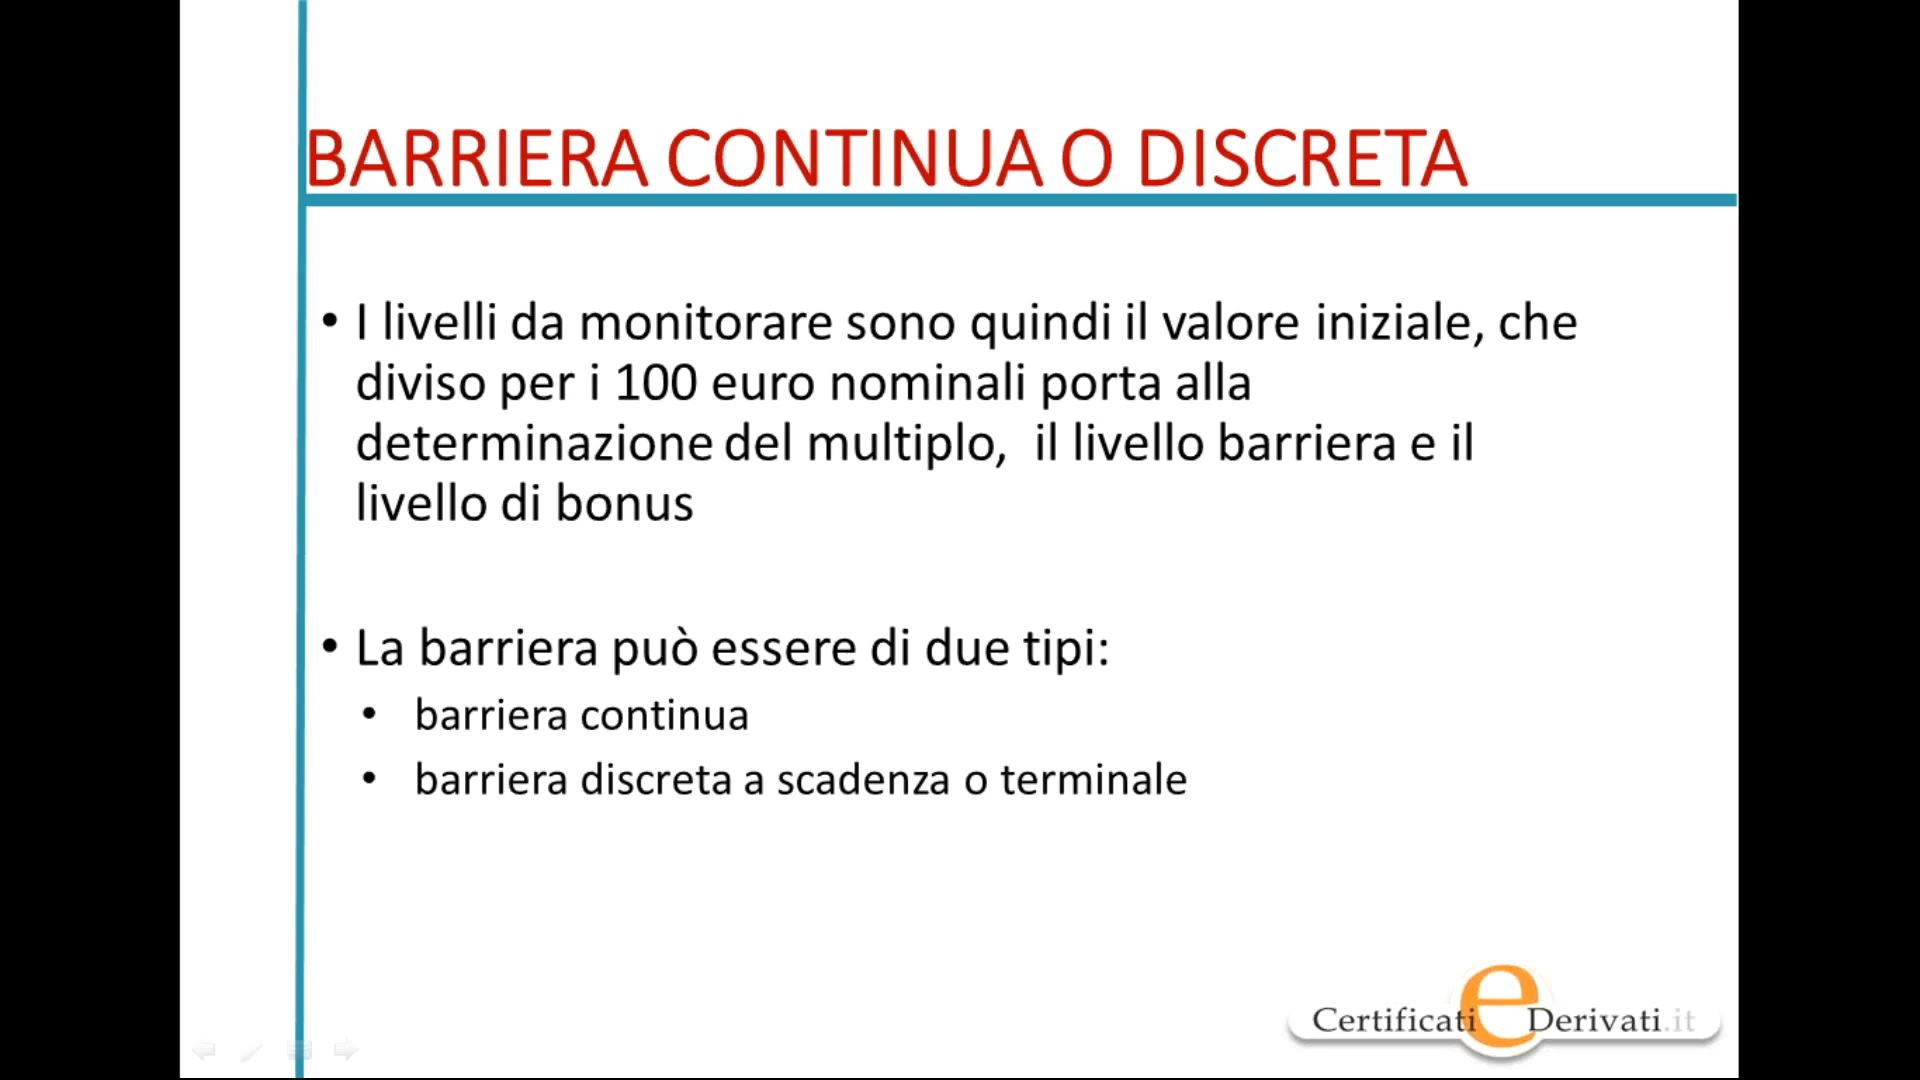 BARRIERA CONTINUA O DISCRETA
• I livelli da monitorare sono quindi il valore iniziale, che
diviso per i 100 euro nominali porta alla
determinazione del multiplo, il livello barriera e il
livello di bonus
• La barriera può essere di due tipi:
• barriera continua
• barriera discreta a scadenza o terminale
Certificati e Derivati.it